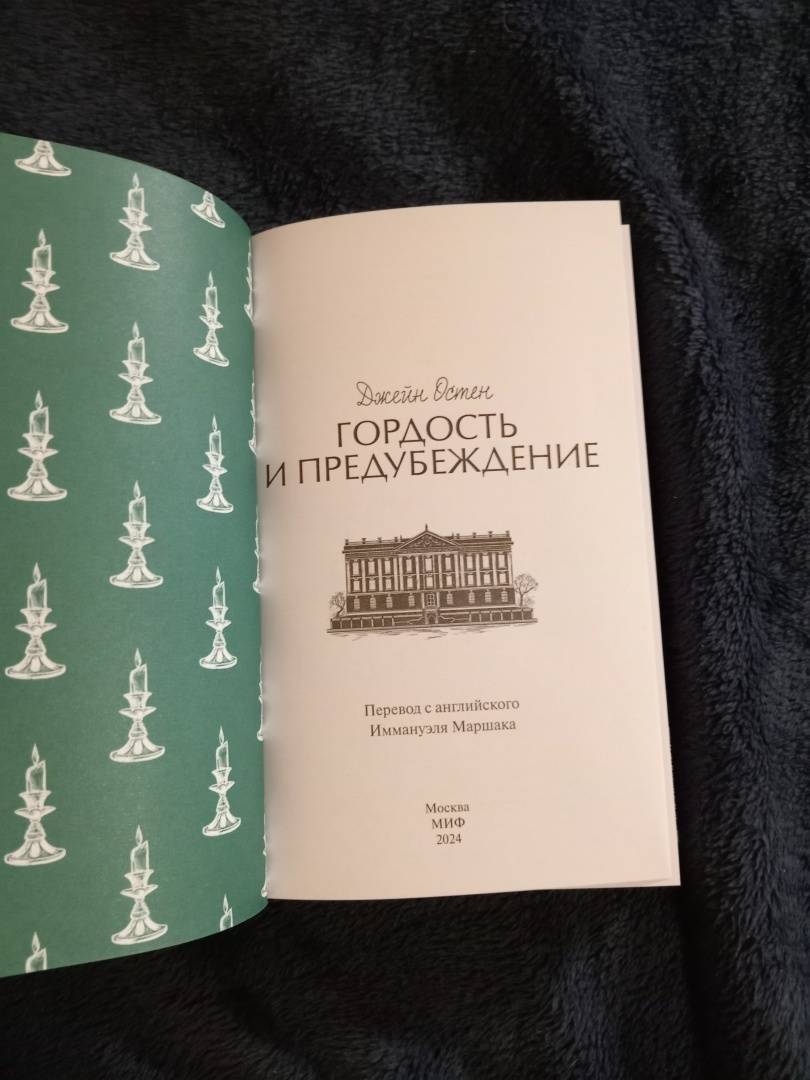 Джейн Остен
ГОРДОСТЬ
И ПРЕДУБЕЖДЕНИЕ
Перевод с английского
Иммануэля Маршака
Москва
МИФ
2024